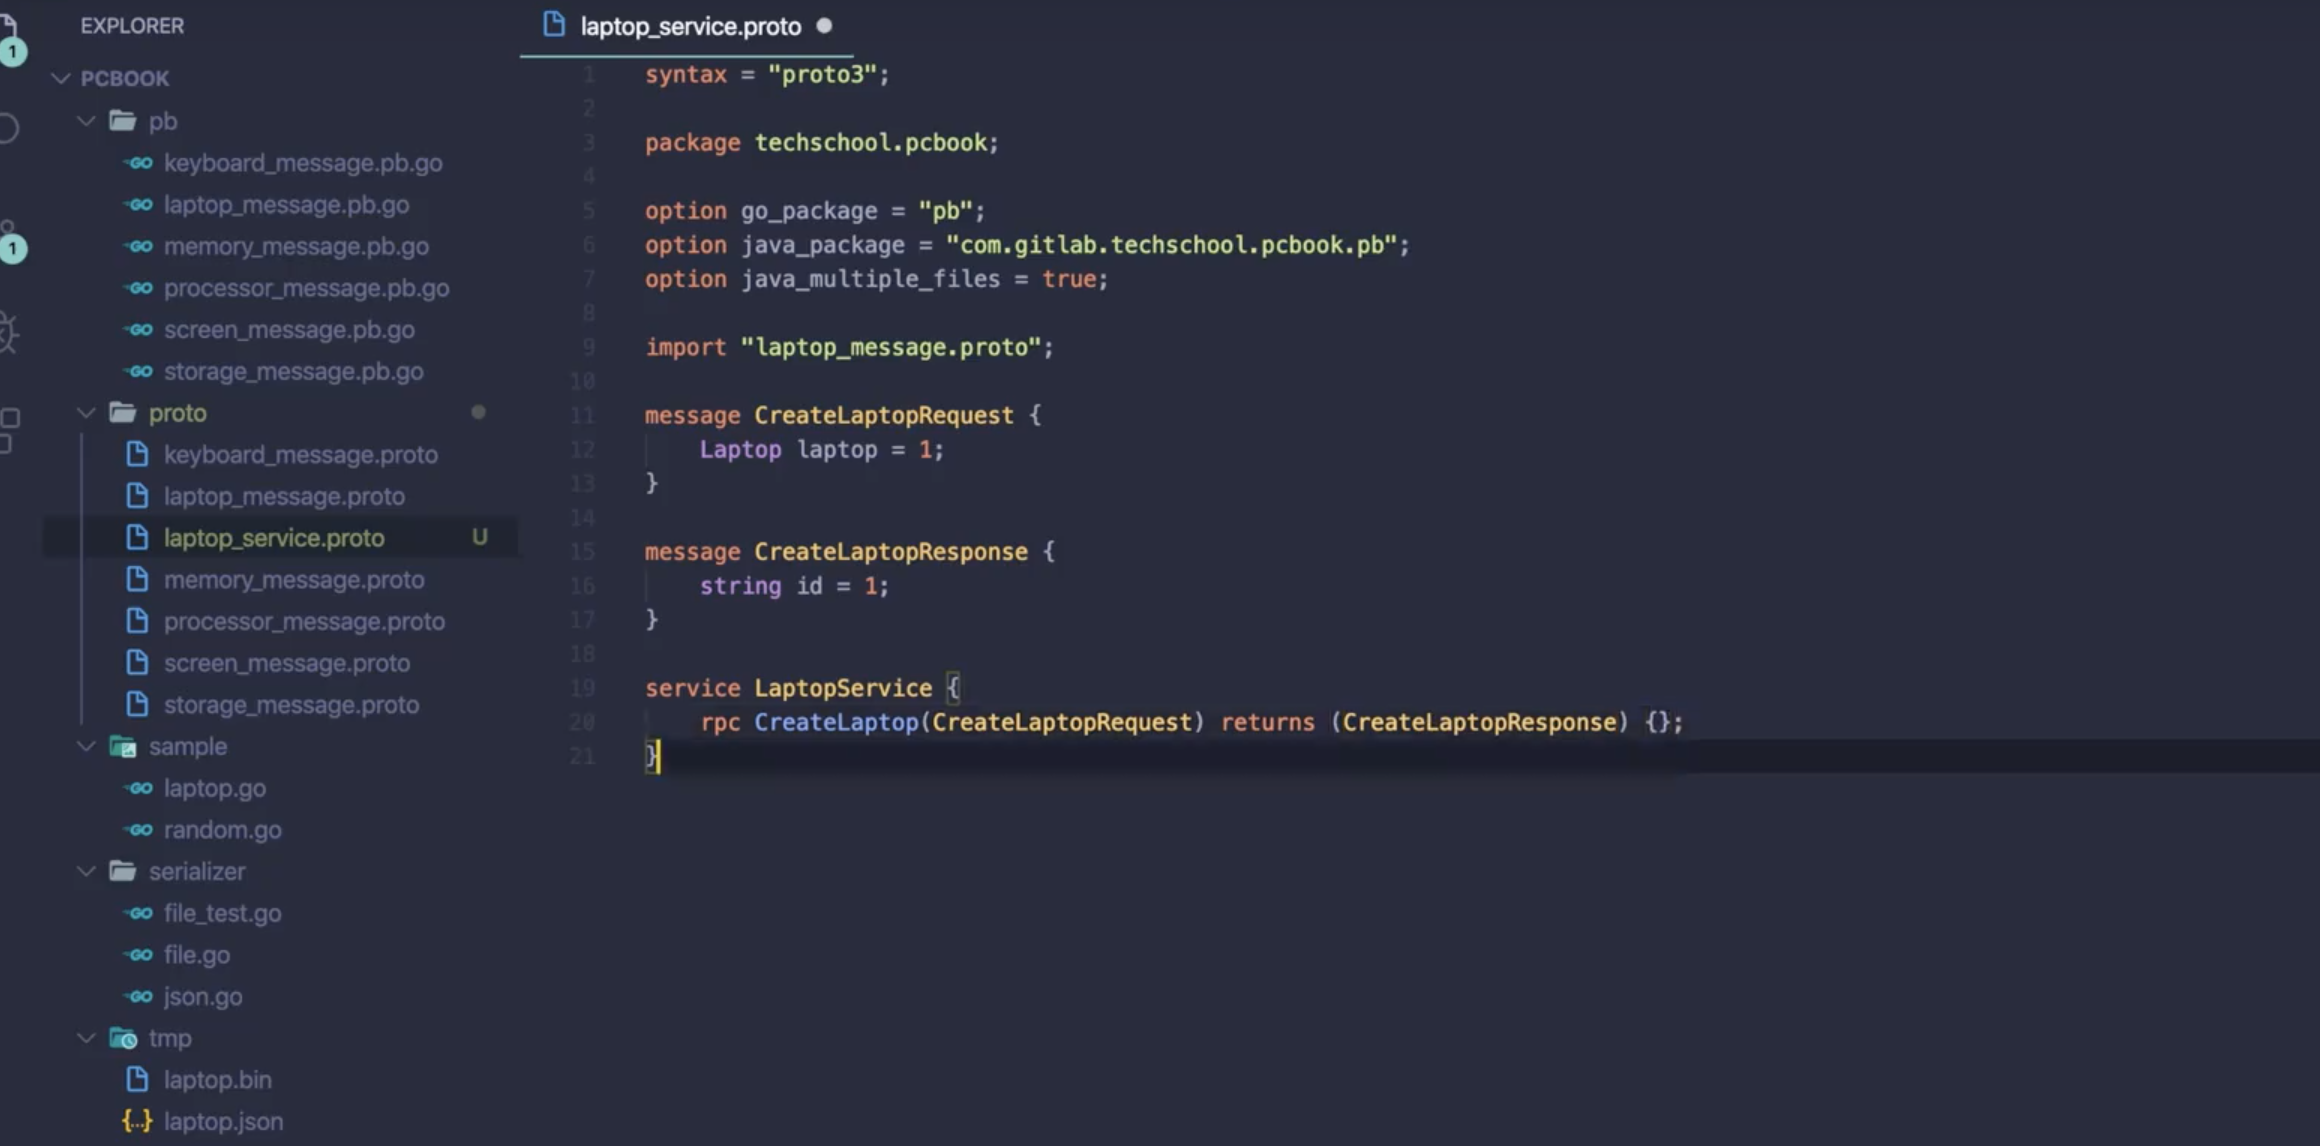 EXPLORER
1
PCBOOK
pb
keyboard_message.pb.go
laptop_message.pb.go
memory_message.pb.go
1
processor_message.pb.go
screen_message.pb.go
storage_message.pb.go
proto
keyboard_message.proto
laptop_message.proto
laptop_service.proto U
memory_message.proto
processor_message.proto
screen_message.proto
storage_message.proto
sample
GO laptop.go
GO random.go
serializer
GO file_test.go
GO file.go
GO json.go
tmp
laptop.bin
{..} laptop.json
laptop_service.proto
1 syntax = "proto3";
2
3 package techschool.pcbook;
4
5 option go_package = "pb";
6 option java_package = "com.gitlab.techschool.pcbook.pb";
7 option java_multiple_files = true;
8
9 import "laptop_message.proto";
10
11 message CreateLaptopRequest {
12 Laptop laptop = 1;
13 }
14
15 message CreateLaptopResponse {
16 string id = 1;
17 }
18
19 service LaptopService {
20 rpc CreateLaptop(CreateLaptopRequest) returns (CreateLaptopResponse) {};
21 }